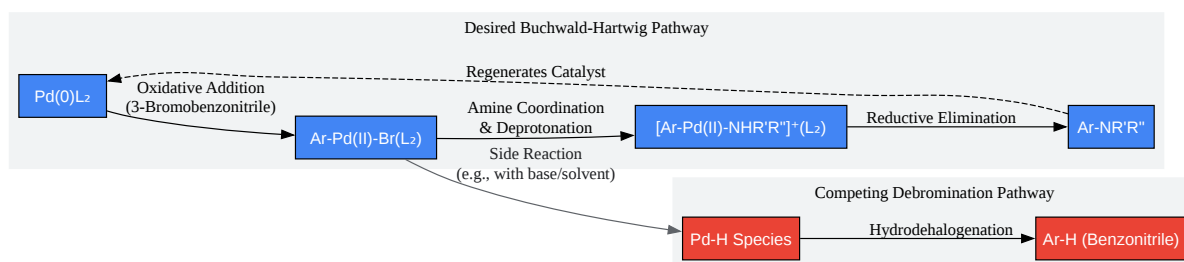 Desired Buchwald-Hartwig Pathway
Regenerates Catalyst
Pd(0)L₂
Oxidative Addition
(3-Bromobenzonitrile)
Ar-Pd(II)-Br(L₂)
Amine Coordination
& Deprotonation
[Ar-Pd(II)-NHR'R"]⁺(L₂)
Reductive Elimination
Ar-NR'R"
Side Reaction
(e.g., with base/solvent)
Competing Debromination Pathway
Pd-H Species
Hydrodehalogenation
Ar-H (Benzonitrile)